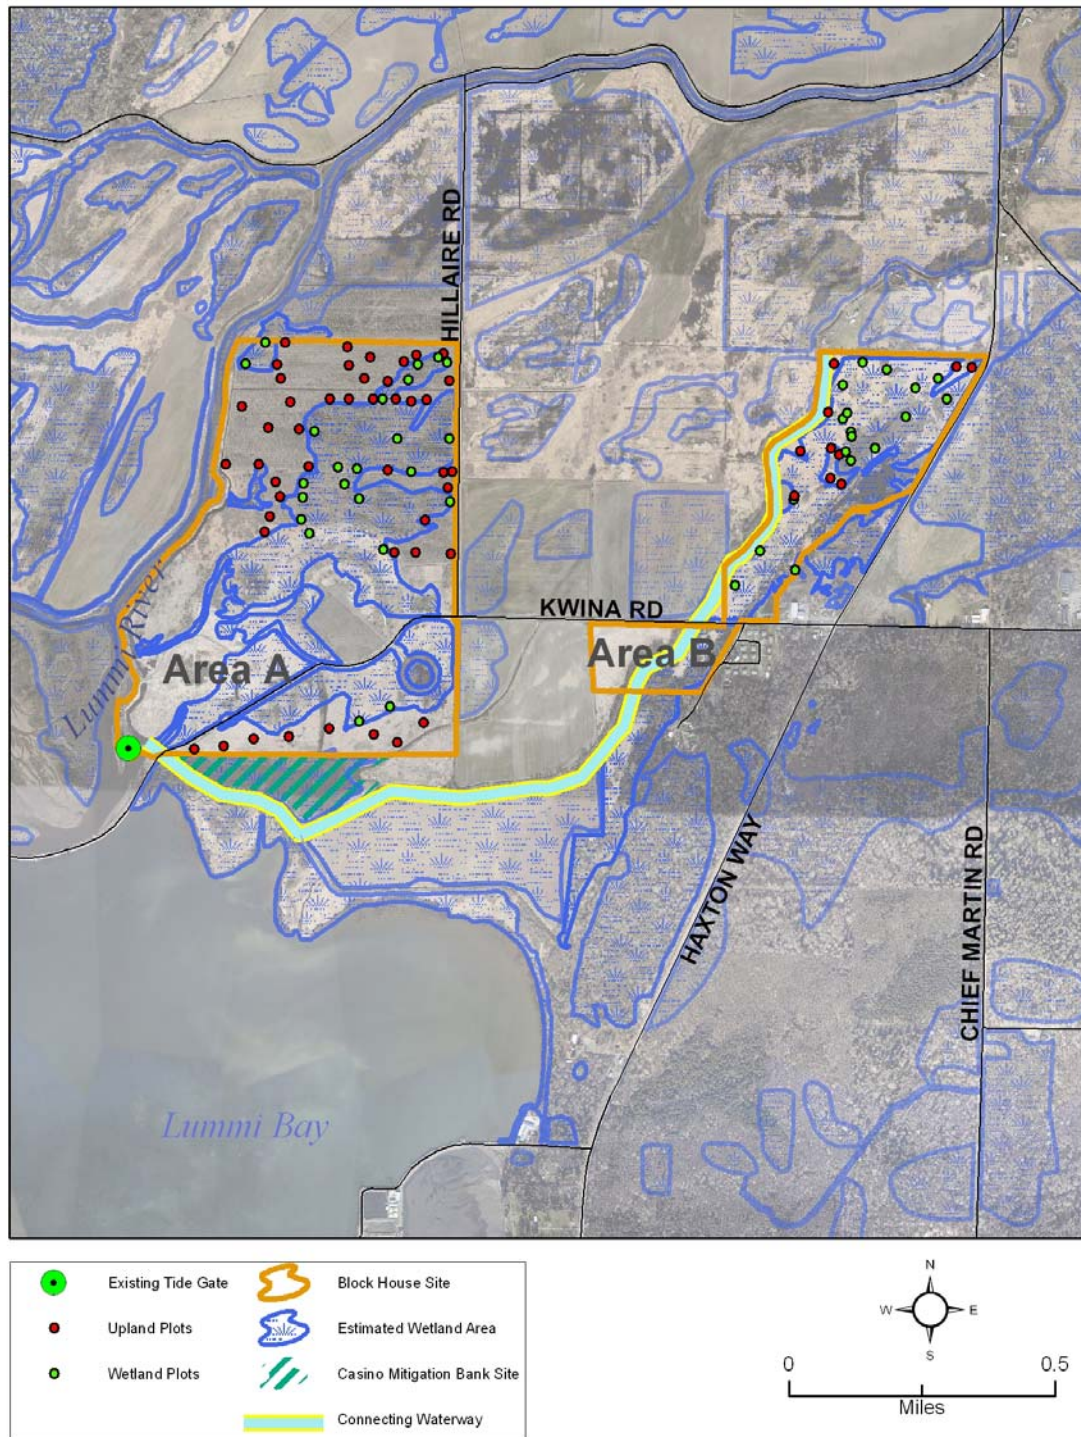 HILLAIRE RD
KWINA RD
Area A
Area B
Lummi River
HAXTON WAY
CHIEF MARTIN RD
Lummi Bay
Existing Tide Gate
Block House Site
Upland Plots
Estimated Wetland Area
Wetland Plots
Casino Mitigation Bank Site
Connecting Waterway
N
W
E
S
0
0.5
Miles